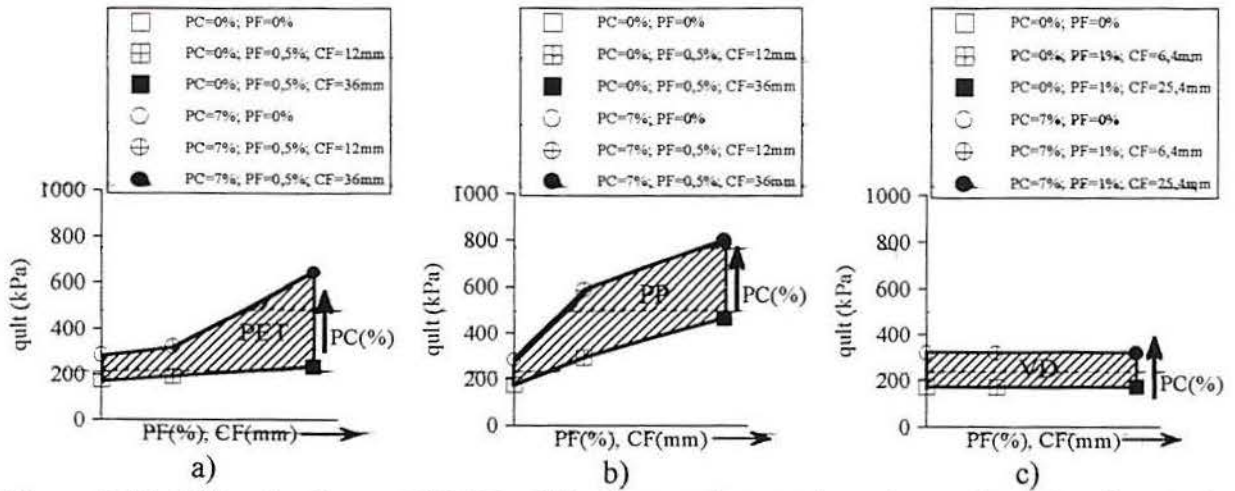 PC=0%; PF=0%
PC=0%; PF=0,5%; CF=12mm
PC=0%; PF=0,5%; CF=36mm
PC=7%; PF=0%
PC=7%; PF=0,5%; CF=12mm
PC=7%; PF=0,5%; CF=36mm
1000
800
600
400
200
0
qult (kPa)
PET
PC(%)
PF(%), CF(mm)
a)
PC=0%; PF=0%
PC=0%; PF=0,5%; CF=12mm
PC=0%; PF=0,5%; CF=36mm
PC=7%; PF=0%
PC=7%; PF=0,5%; CF=12mm
PC=7%; PF=0,5%; CF=36mm
1000
800
600
400
200
0
qult (kPa)
PP
PC(%)
PF(%), CF(mm)
b)
PC=0%; PF=0%
PC=0%; PF=1%; CF=6,4mm
PC=0%; PF=1%; CF=25,4mm
PC=7%; PF=0%
PC=7%; PF=1%; CF=6,4mm
PC=7%; PF=1%; CF=25,4mm
1000
800
600
400
200
0
qult (kPa)
VD
PC(%)
PF(%), CF(mm)
c)